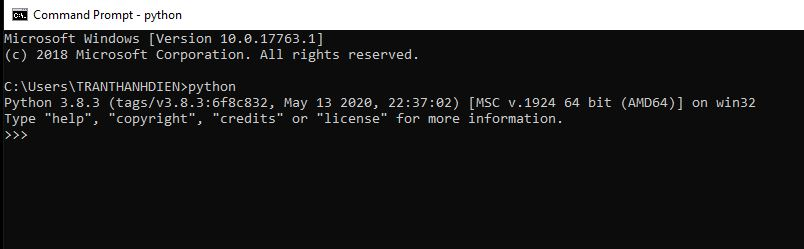 Command Prompt - python
Microsoft Windows [Version 10.0.17763.1]
(c) 2018 Microsoft Corporation. All rights reserved.
C:\Users\TRANTHANHDIEN>python
Python 3.8.3 (tags/v3.8.3:6f8c832, May 13 2020, 22:37:02) [MSC v.1924 64 bit (AMD64)] on win32
Type "help", "copyright", "credits" or "license" for more information.
>>>